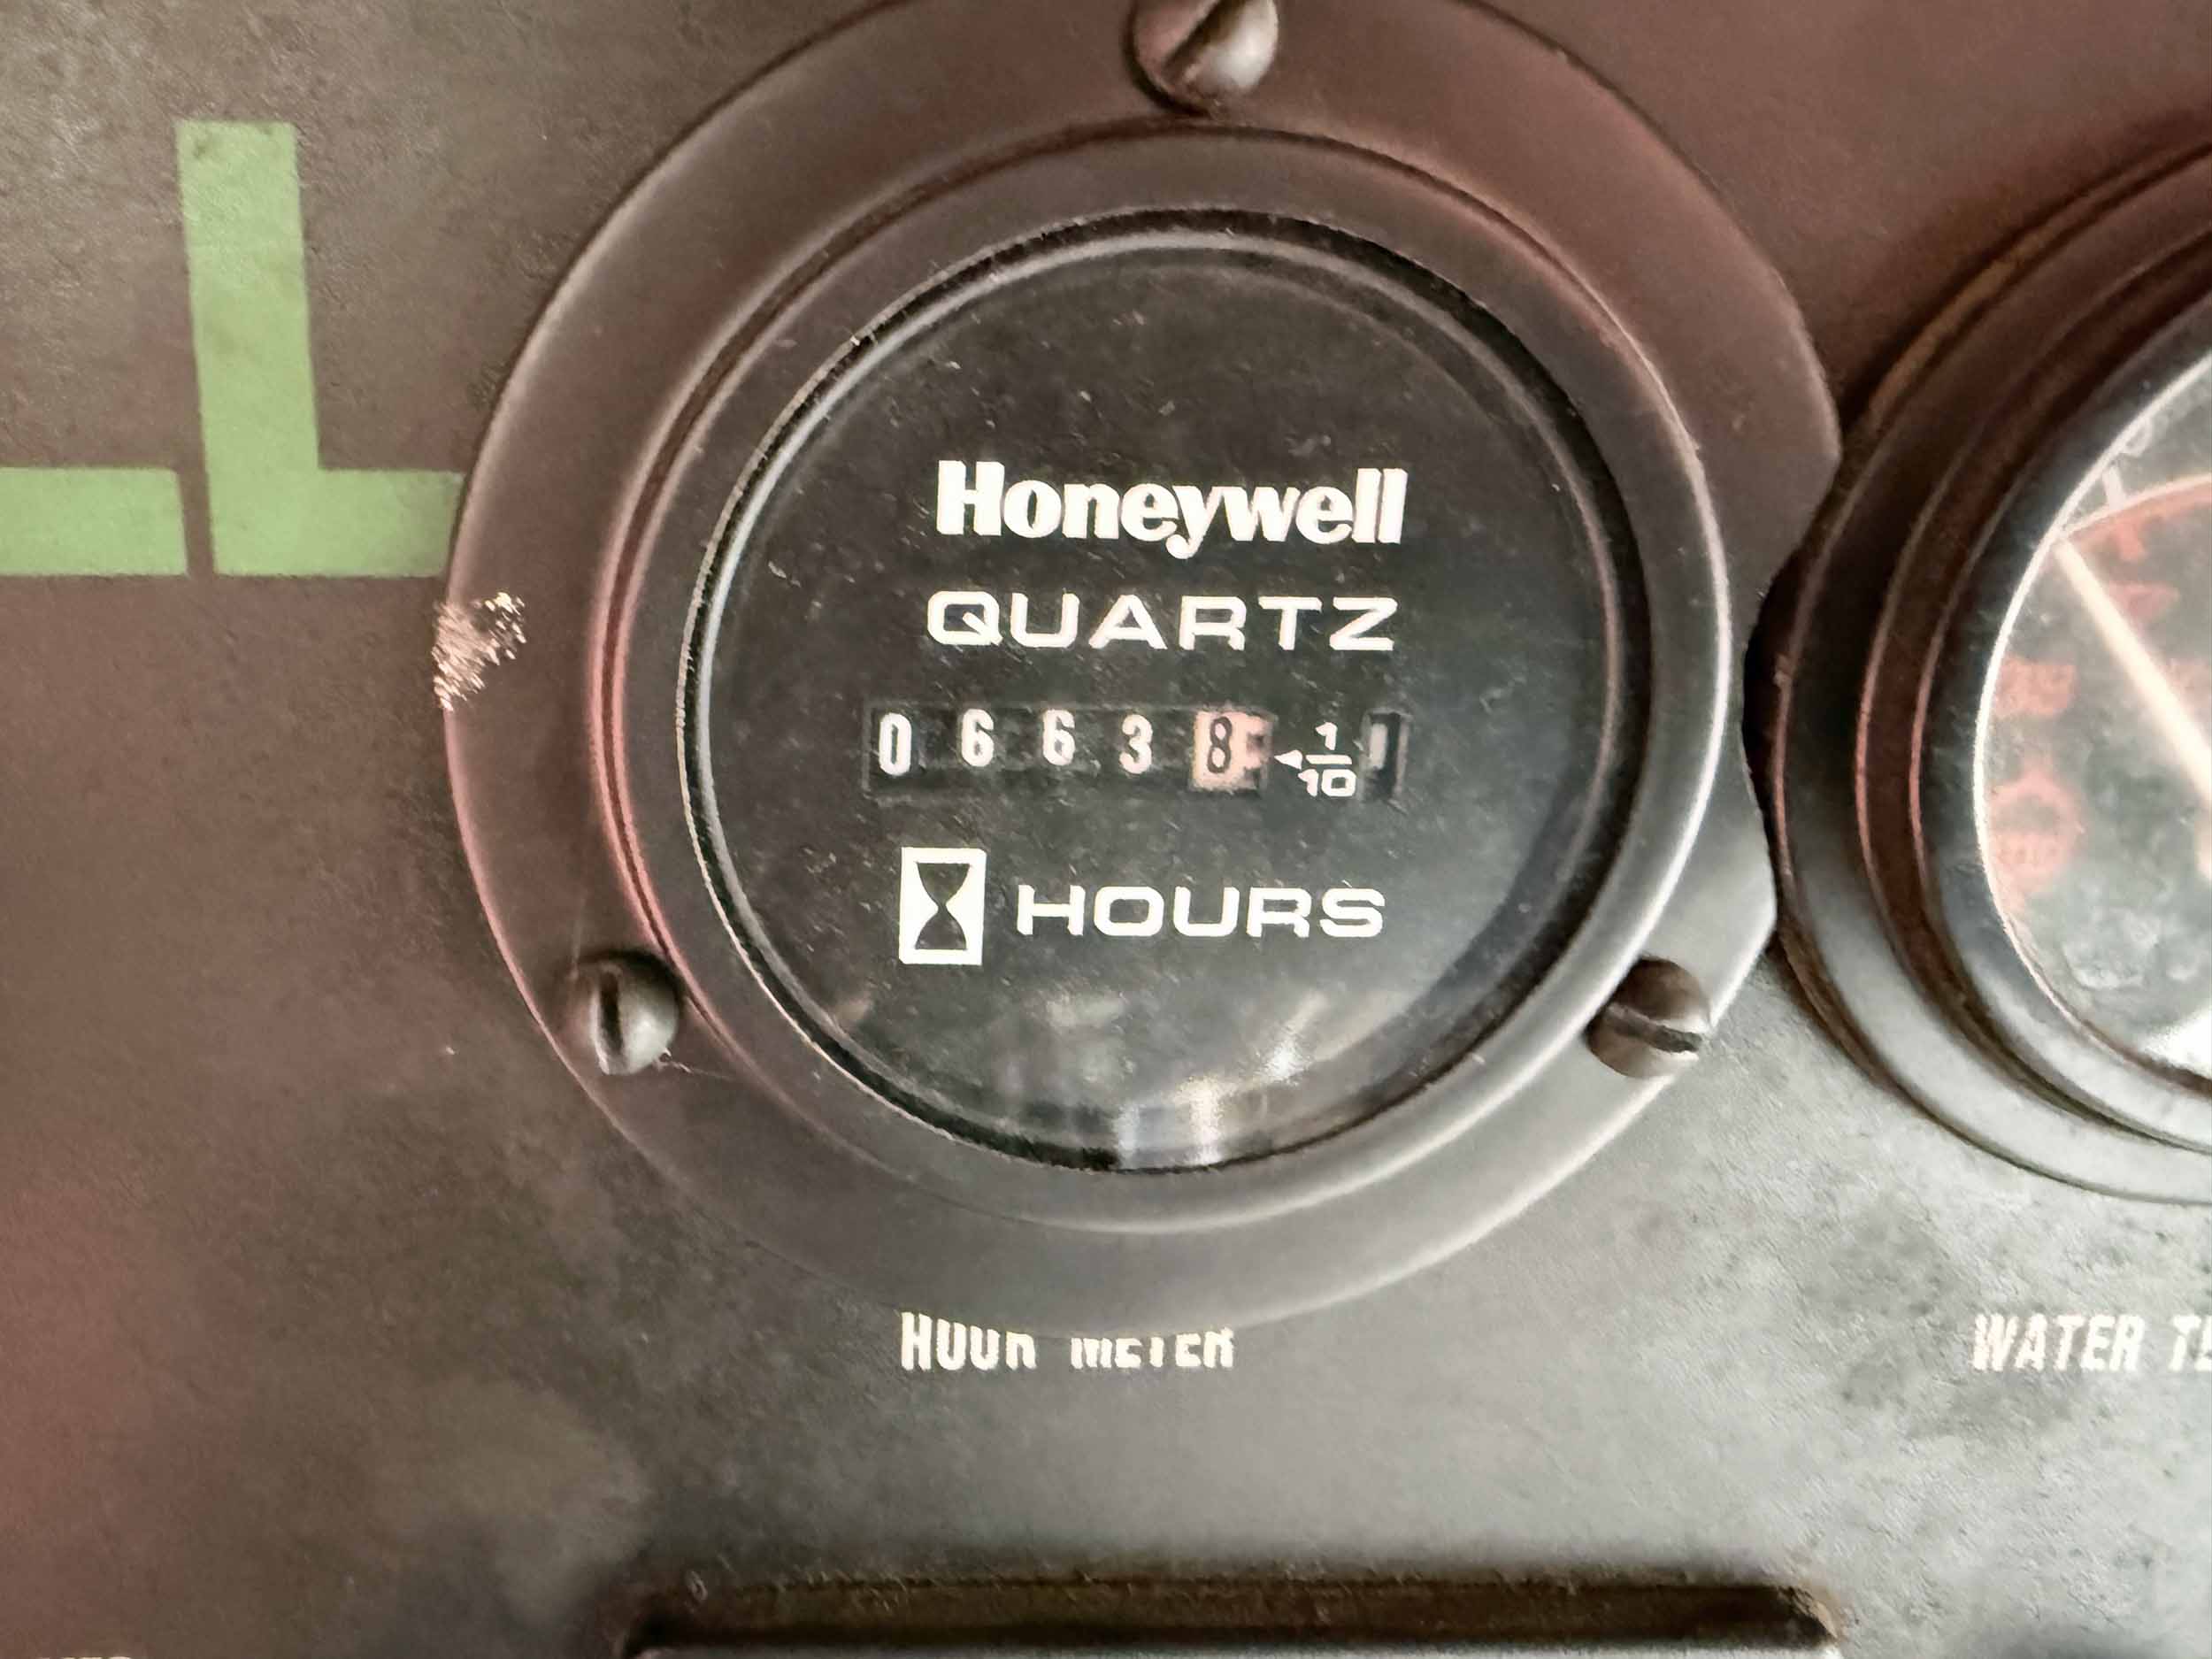 Honeywell
QUARTZ
0 6 6 3 8 1/10
HOURS
HOUR METER
WATER